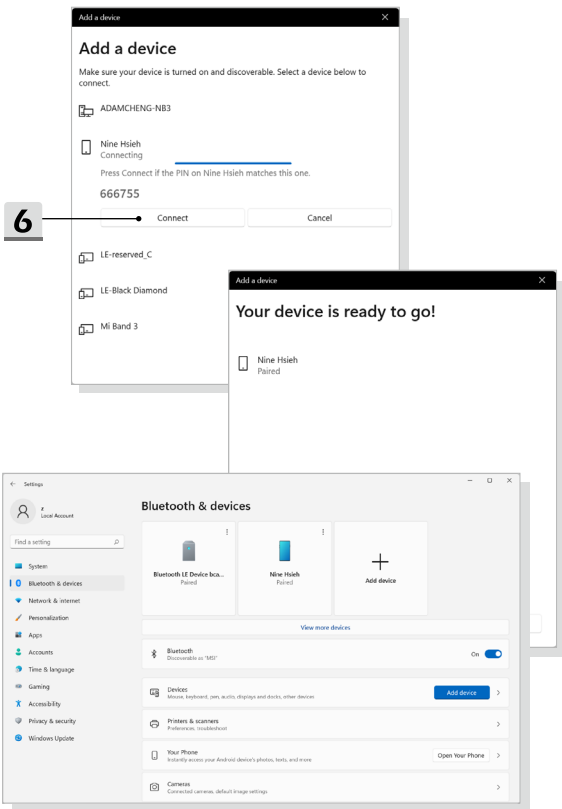 Add a device
Add a device
Make sure your device is turned on and discoverable. Select a device below to
connect.
ADAMCHENG-NB3
Nine Hsieh
Connecting
Press Connect if the PIN on Nine Hsieh matches this one.
666755
6
Connect
Cancel
LE-reserved_C
LE-Black Diamond
Mi Band 3
Add a device
Your device is ready to go!
Nine Hsieh
Paired
Settings
z
Local Account
Find a setting
System
Bluetooth & devices
Network & internet
Personalization
Apps
Accounts
Time & language
Gaming
Accessibility
Privacy & security
Windows Update
Bluetooth & devices
Bluetooth LE Device bca...
Paired
Nine Hsieh
Paired
Add device
View more devices
Bluetooth
Discoverable as "MSI"
On
Devices
Mouse, keyboard, pen, audio, displays and docks, other devices
Add device
Printers & scanners
Preferences, troubleshoot
Your Phone
Instantly access your Android device's photos, texts, and more
Open Your Phone
Cameras
Connected cameras, default image settings